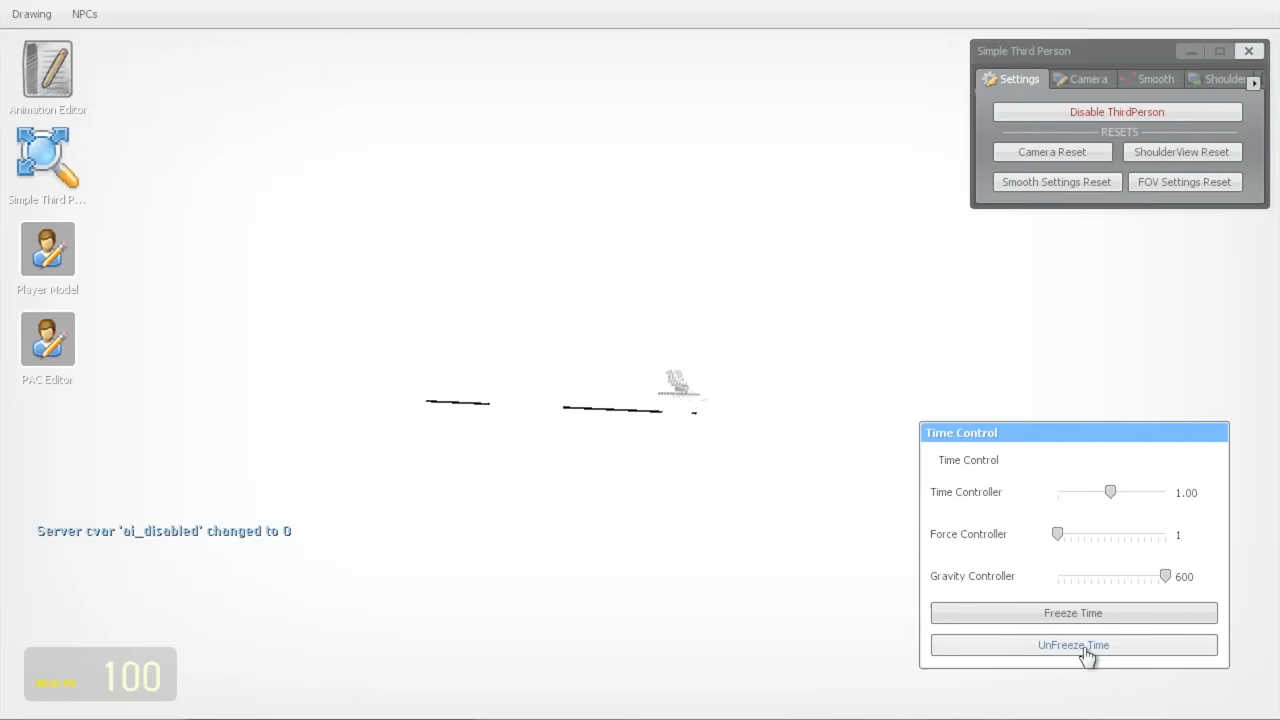 Drawing NPCs
Animation Editor
Simple Third P...
Player Model
PAC Editor
Simple Third Person
Settings Camera Smooth Shoulder
Disable ThirdPerson
RESETS
Camera Reset ShoulderView Reset
Smooth Settings Reset FOV Settings Reset
Server cvar 'ai_disabled' changed to 0
Time Control
Time Control
Time Controller 1.00
Force Controller 1
Gravity Controller 600
Freeze Time
UnFreeze Time
100